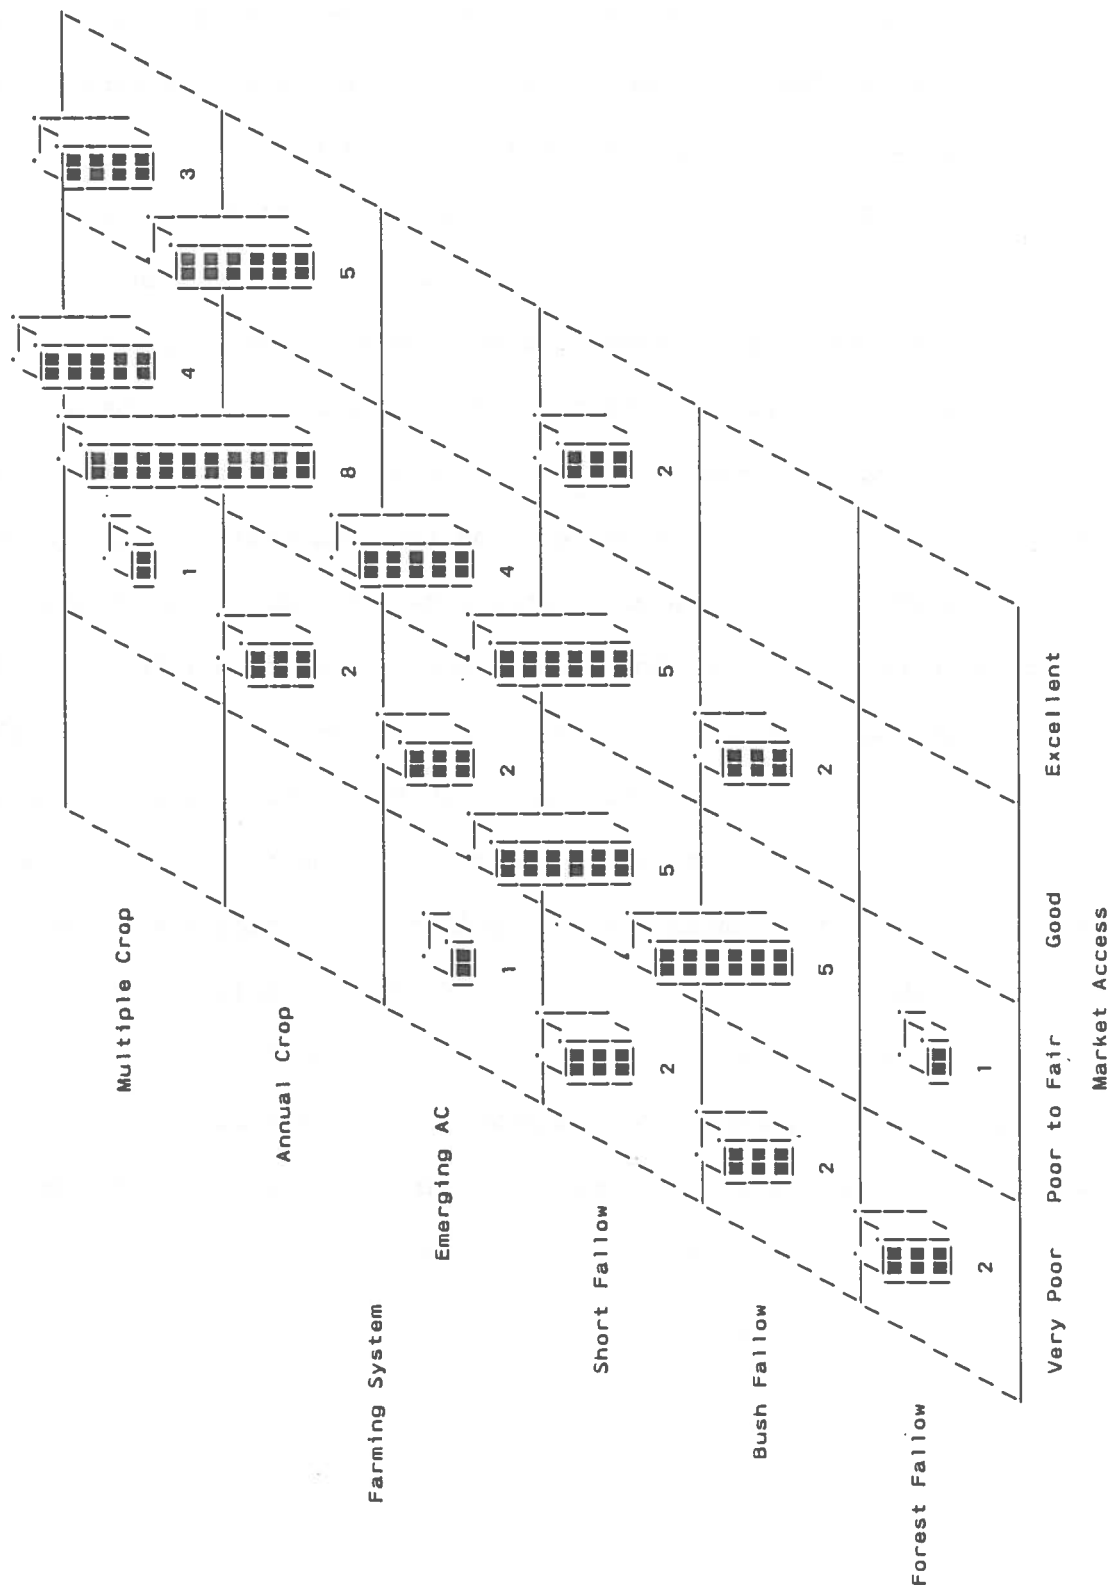 Multiple Crop
1 4 3
Annual Crop
2 8 5
Farming System
Emerging AC
1 2 4
Short Fallow
2 5 5 2
Bush Fallow
2 5 2
Forest Fallow
2 1
Very Poor Poor to Fair Good Excellent
Market Access